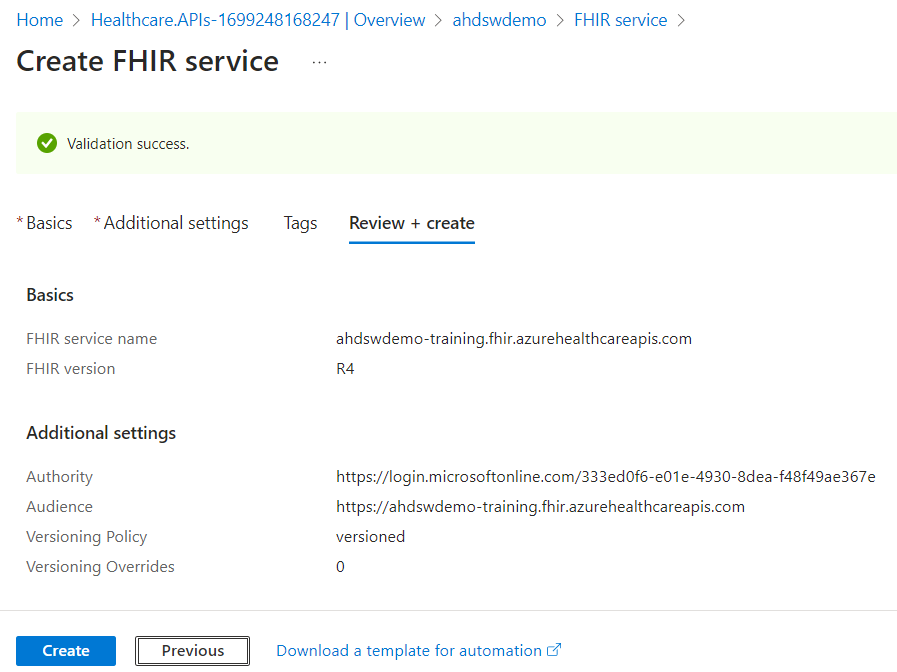 Home > Healthcare.APIs-1699248168247 | Overview > ahdswdemo > FHIR service >
Create FHIR service ...
Validation success.
* Basics * Additional settings Tags Review + create
Basics
FHIR service name ahdswdemo-training.fhir.azurehealthcareapis.com
FHIR version R4
Additional settings
Authority https://login.microsoftonline.com/333ed0f6-e01e-4930-8dea-f48f49ae367e
Audience https://ahdswdemo-training.fhir.azurehealthcareapis.com
Versioning Policy versioned
Versioning Overrides 0
Create Previous Download a template for automation